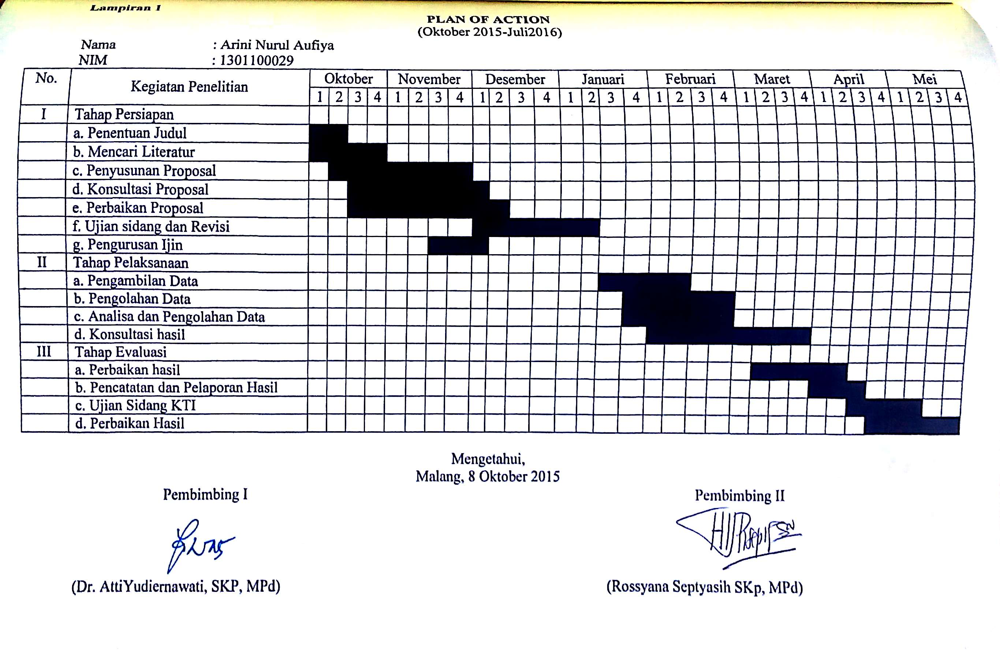 Lampiran 1
PLAN OF ACTION
(Oktober 2015-Juli2016)
Nama : Arini Nurul Aufiya
NIM : 1301100029
No. Kegiatan Penelitian Oktober November Desember Januari Februari Maret April Mei
1 2 3 4 1 2 3 4 1 2 3 4 1 2 3 4 1 2 3 4 1 2 3 4 1 2 3 4 1 2 3 4
I Tahap Persiapan
a. Penentuan Judul
b. Mencari Literatur
c. Penyusunan Proposal
d. Konsultasi Proposal
e. Perbaikan Proposal
f. Ujian sidang dan Revisi
g. Pengurusan Ijin
II Tahap Pelaksanaan
a. Pengambilan Data
b. Pengolahan Data
c. Analisa dan Pengolahan Data
d. Konsultasi hasil
III Tahap Evaluasi
a. Perbaikan hasil
b. Pencatatan dan Pelaporan Hasil
c. Ujian Sidang KTI
d. Perbaikan Hasil
Mengetahui,
Malang, 8 Oktober 2015
Pembimbing I Pembimbing II
(Dr. AttiYudiernawati, SKP, MPd) (Rossyana Septyasih SKp, MPd)